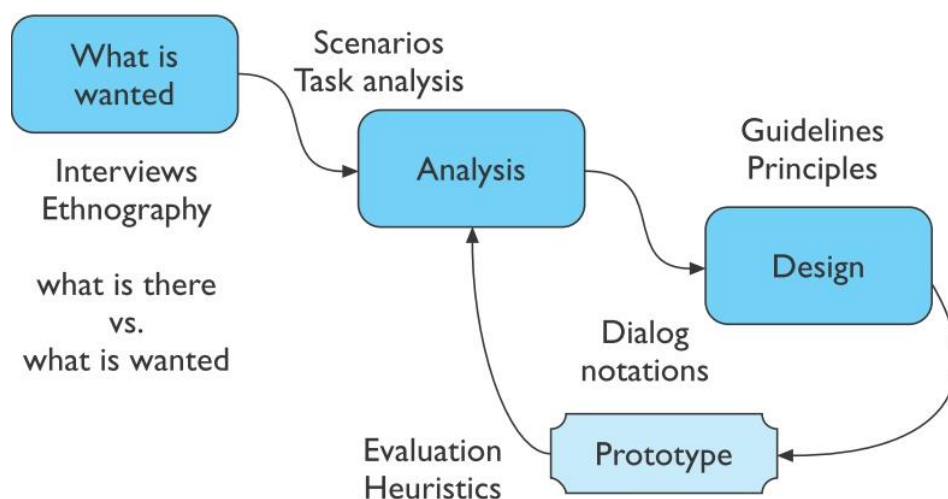 What is
wanted
Scenarios
Task analysis
Interviews
Ethnography
what is there
vs.
what is wanted
Analysis
Guidelines
Principles
Design
Dialog
notations
Prototype
Evaluation
Heuristics